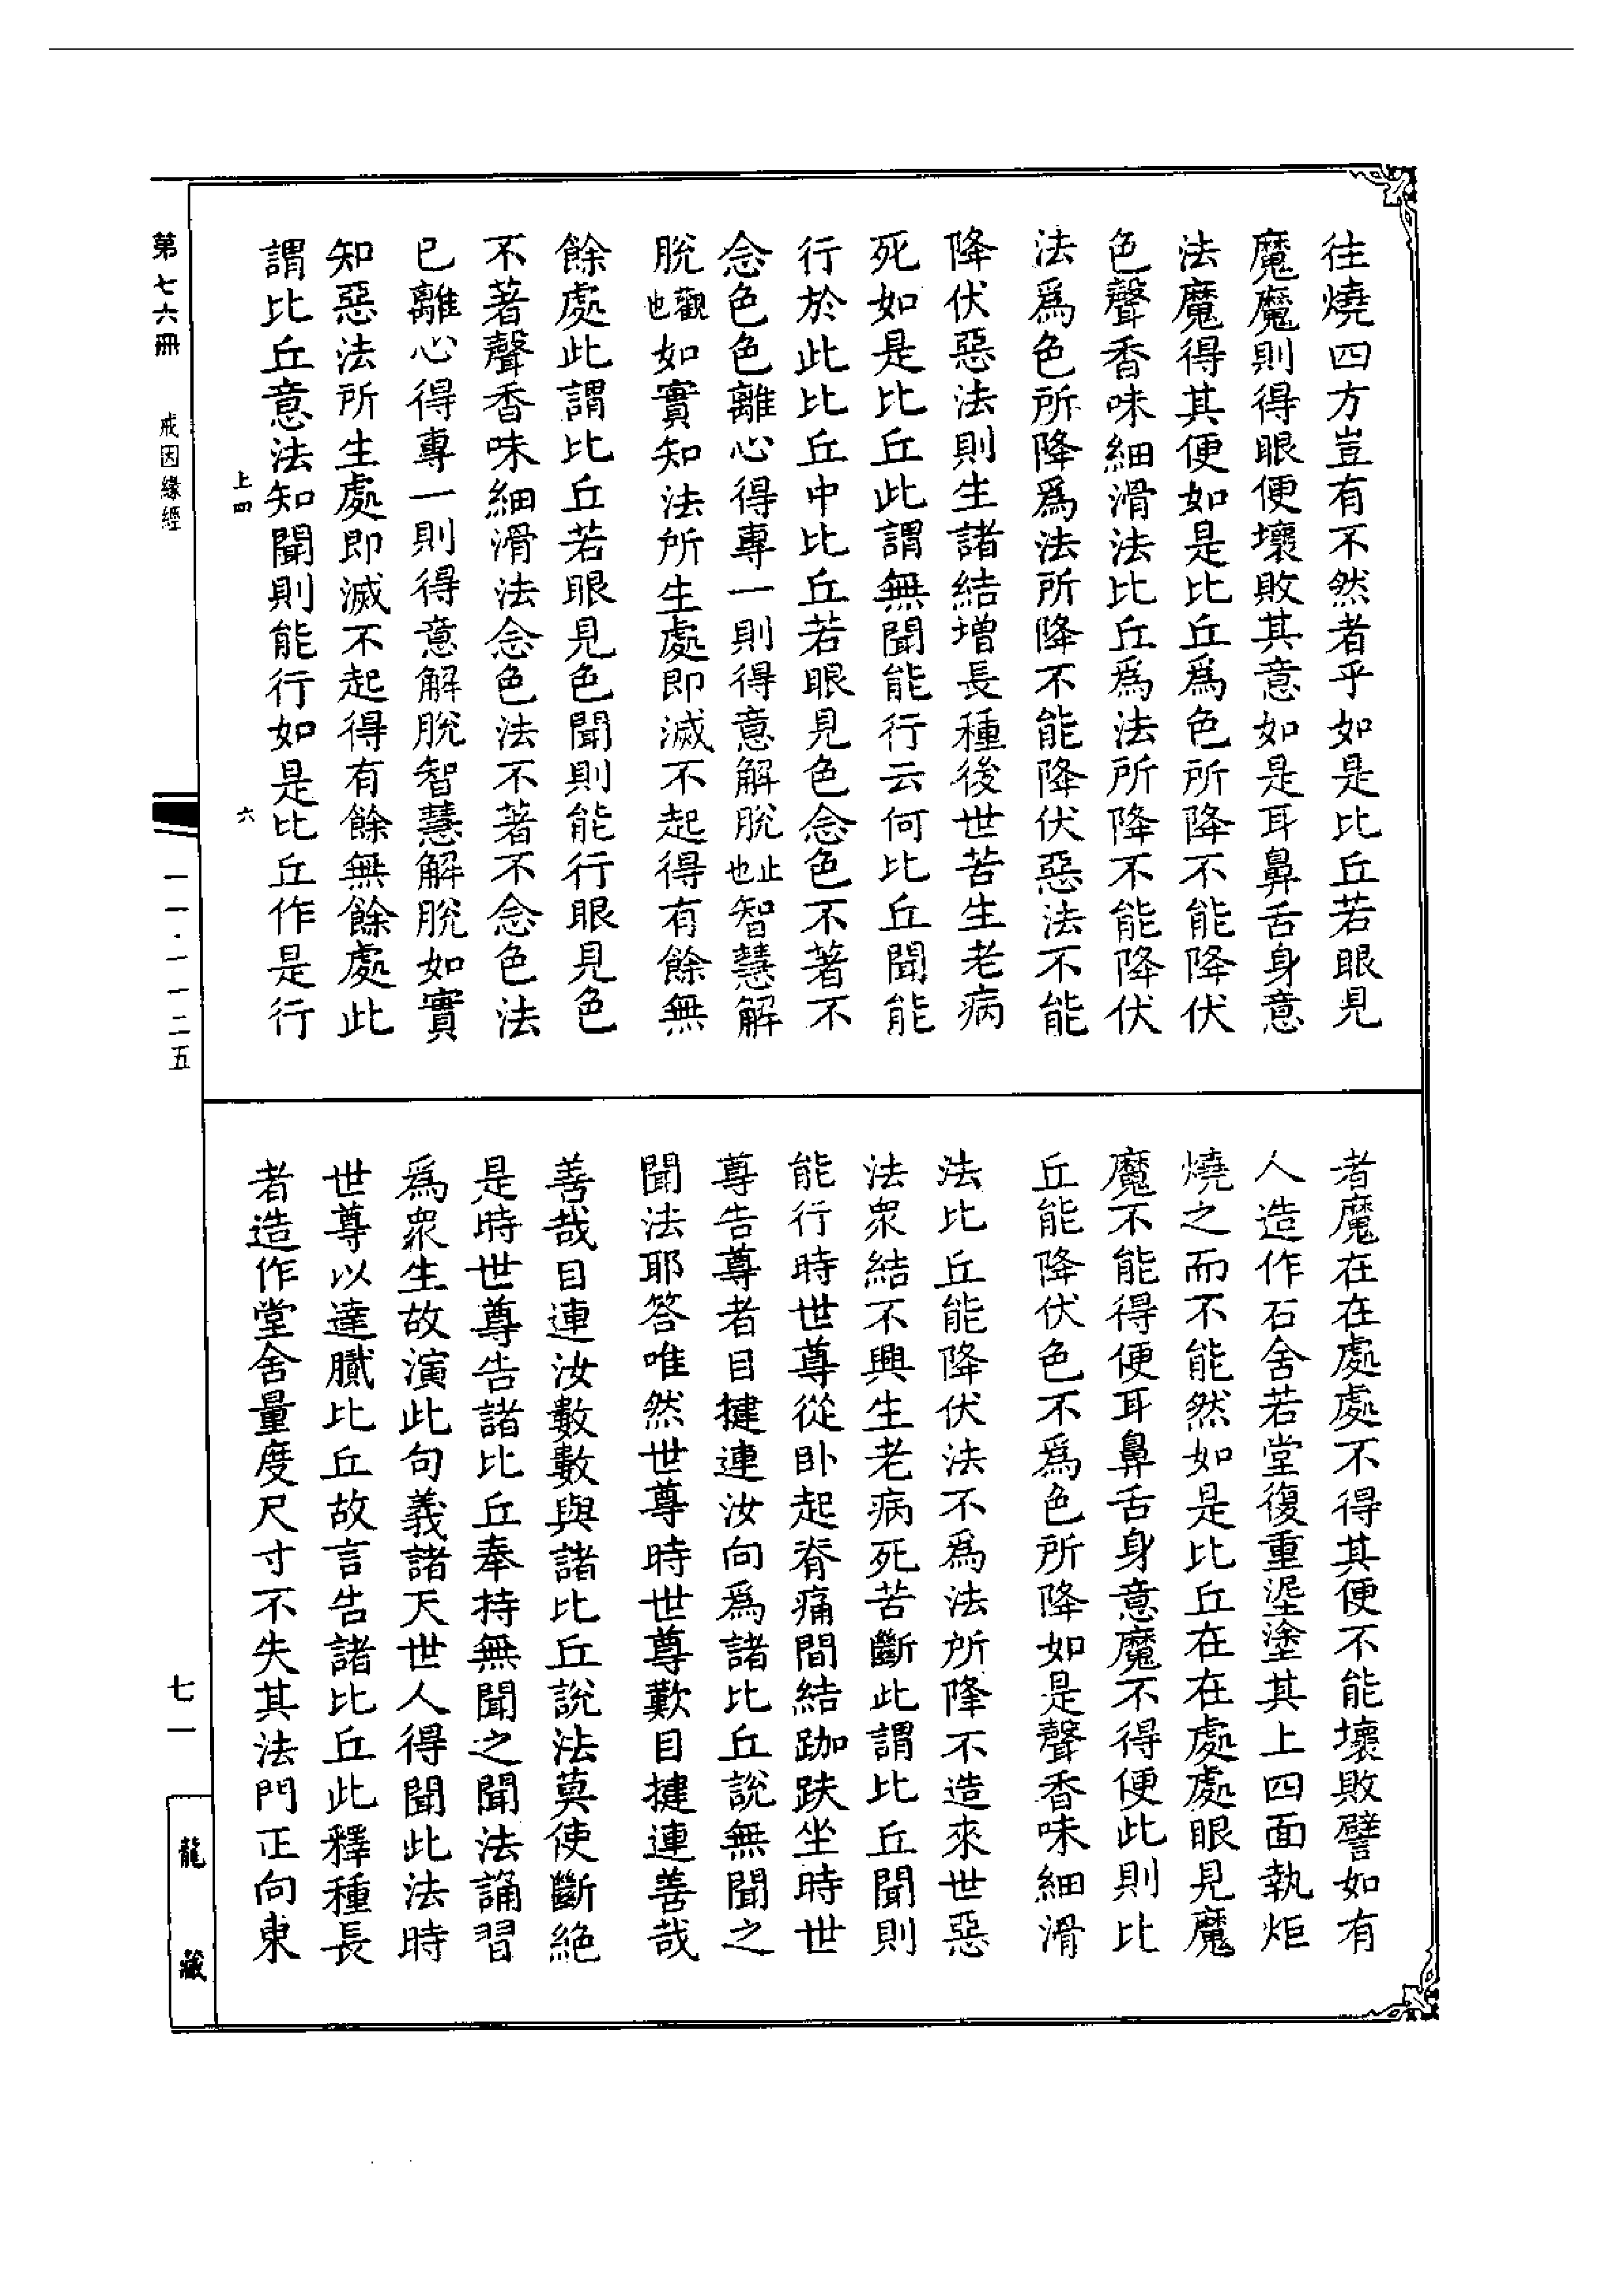 往燒四方豈有不然者乎如是比丘若眼見
魔魔則得眼便壞敗其意如是耳鼻舌身意
法魔得其便如是比丘爲色所降不能降伏
色聲香味細滑法比丘爲法所降不能降伏
法爲色所降爲法所降不能降伏惡法不能
降伏惡法則生諸結增長種後世苦生老病
死如是比丘此謂無聞能行云何比丘聞能
行於此比丘中比丘若眼見色念色不著不
念色色離心得專一則得意解脫止也智慧解
脫觀也如實知法所生處即滅不起得有餘無
餘處此謂比丘若眼見色聞則能行眼見色
不著聲香味細滑法念色法不著不念色法
已離心得專一則得意解脫智慧解脫如實
知惡法所生處即滅不起得有餘無餘處此
謂比丘意法知聞則能行如是比丘作是行
上四 六
者魔在在處處不得其便不能壞敗譬如有
人造作石舍若堂復重埿塗其上四面執炬
燒之而不能然如是比丘在在處處眼見魔
魔不能得便耳鼻舌身意魔不得便此則比
丘能降伏色不爲色所降如是聲香味細滑
法比丘能降伏法不爲法所降不造來世惡
法衆結不興生老病死苦斷此謂比丘聞則
能行時世尊從卧起脊痛間結跏趺坐時世
尊告尊者目揵連汝向爲諸比丘說無聞之
聞法耶答唯然世尊時世尊歎目揵連善哉
善哉目連汝數數與諸比丘說法莫使斷絶
是時世尊告諸比丘奉持無聞之聞法誦習
爲衆生故演此句義諸天世人得聞此法時
世尊以達臟比丘故言告諸比丘此釋種長
者造作堂舍量度尺寸不失其法門正向東
第七六冊 戒因緣經 一一·一一二五 七一 龍藏